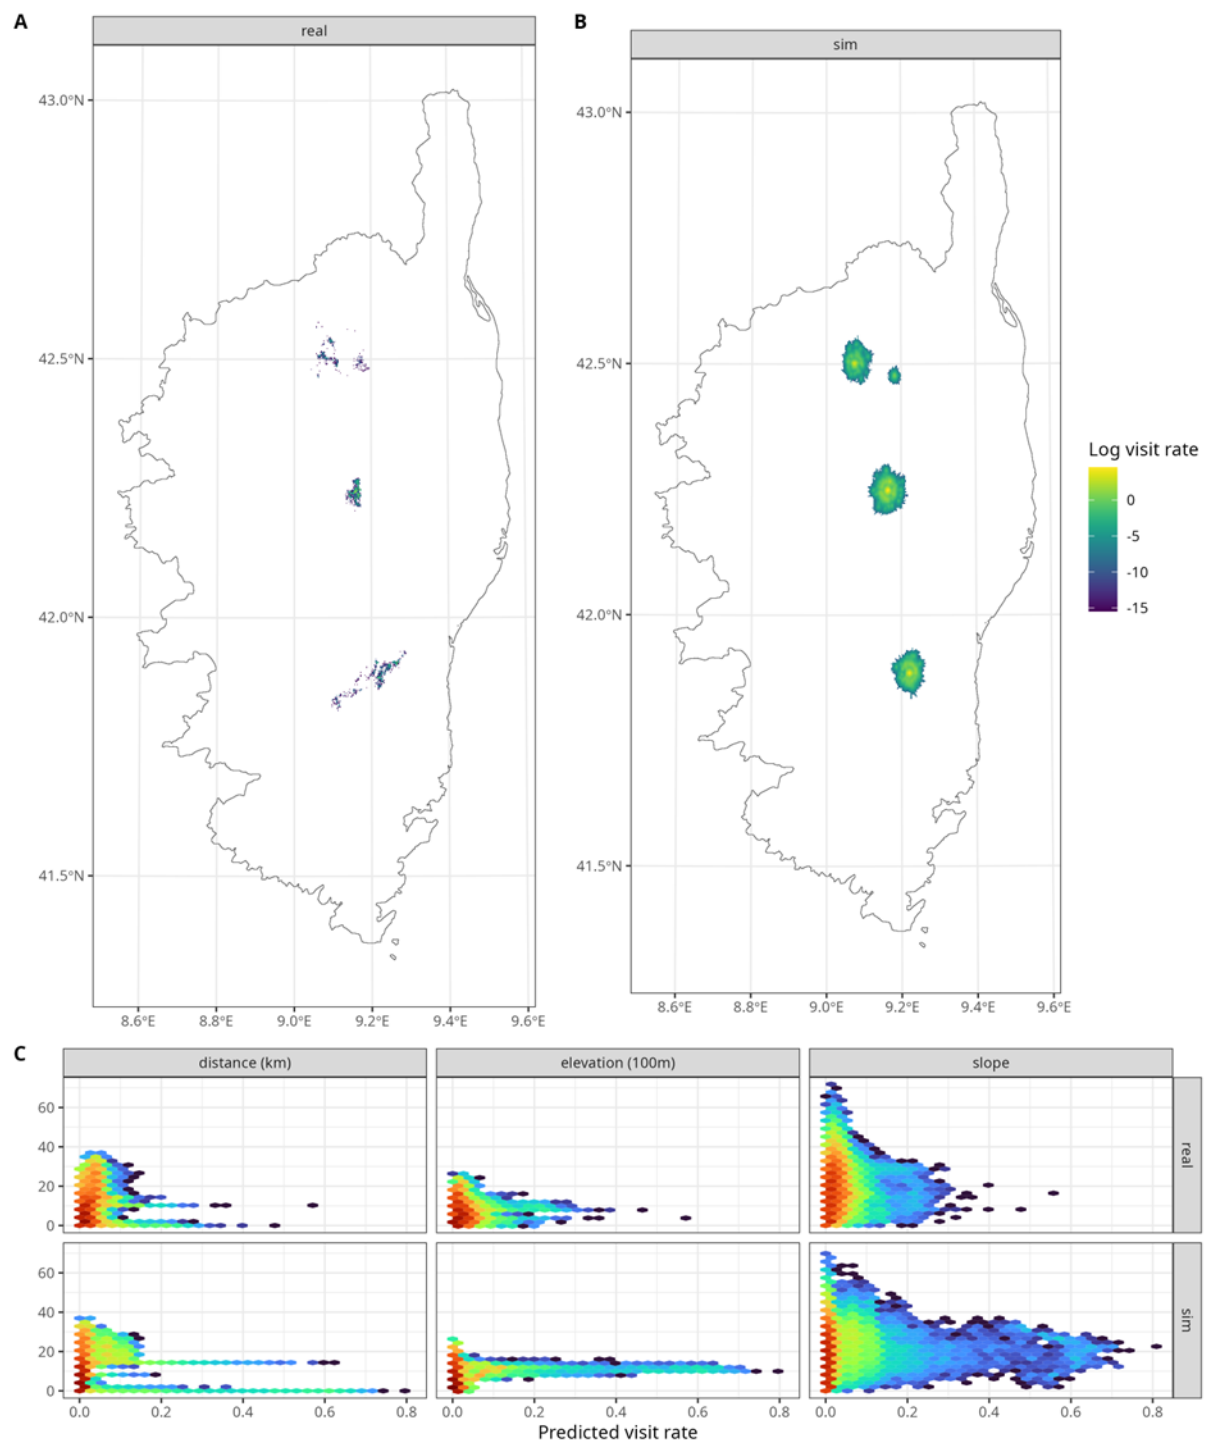 A
real
43.0°N
42.5°N
42.0°N
41.5°N
8.6°E 8.8°E 9.0°E 9.2°E 9.4°E 9.6°E
B
sim
43.0°N
42.5°N
42.0°N
41.5°N
8.6°E 8.8°E 9.0°E 9.2°E 9.4°E 9.6°E
Log visit rate
0
-5
-10
-15
C
distance (km) elevation (100m) slope
60
40
20
0
real
60
40
20
0
sim
0.0 0.2 0.4 0.6 0.8 0.0 0.2 0.4 0.6 0.8 0.0 0.2 0.4 0.6 0.8
Predicted visit rate